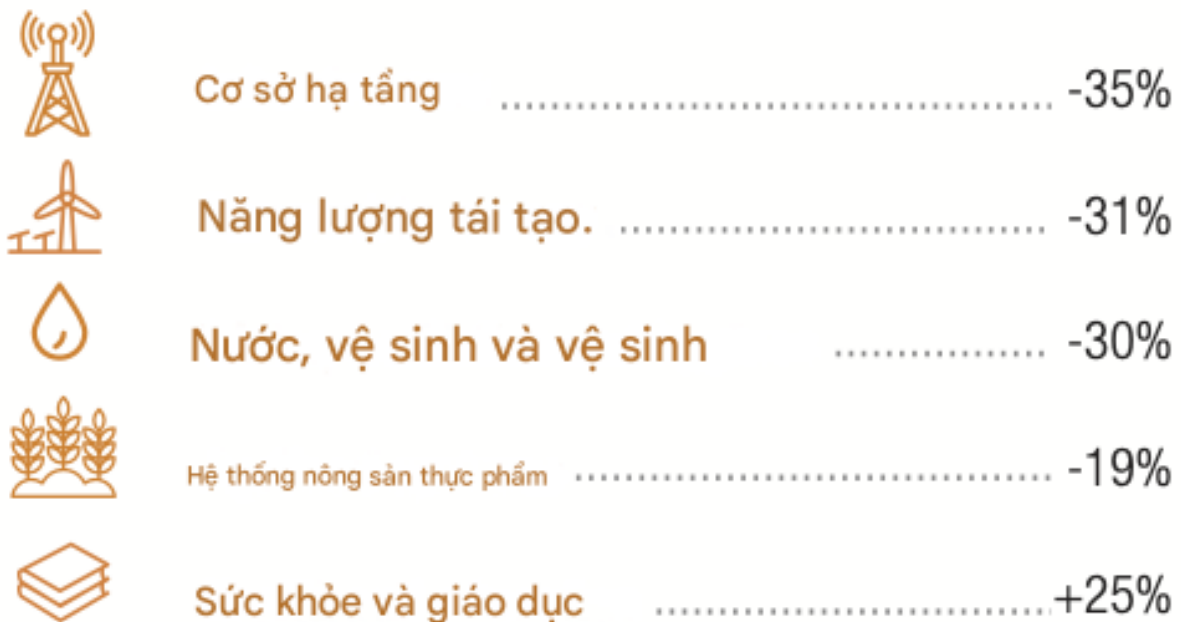 Cơ sở hạ tầng -35%
Năng lượng tái tạo. -31%
Nước, vệ sinh và vệ sinh -30%
Hệ thống nông sản thực phẩm -19%
Sức khỏe và giáo dục +25%